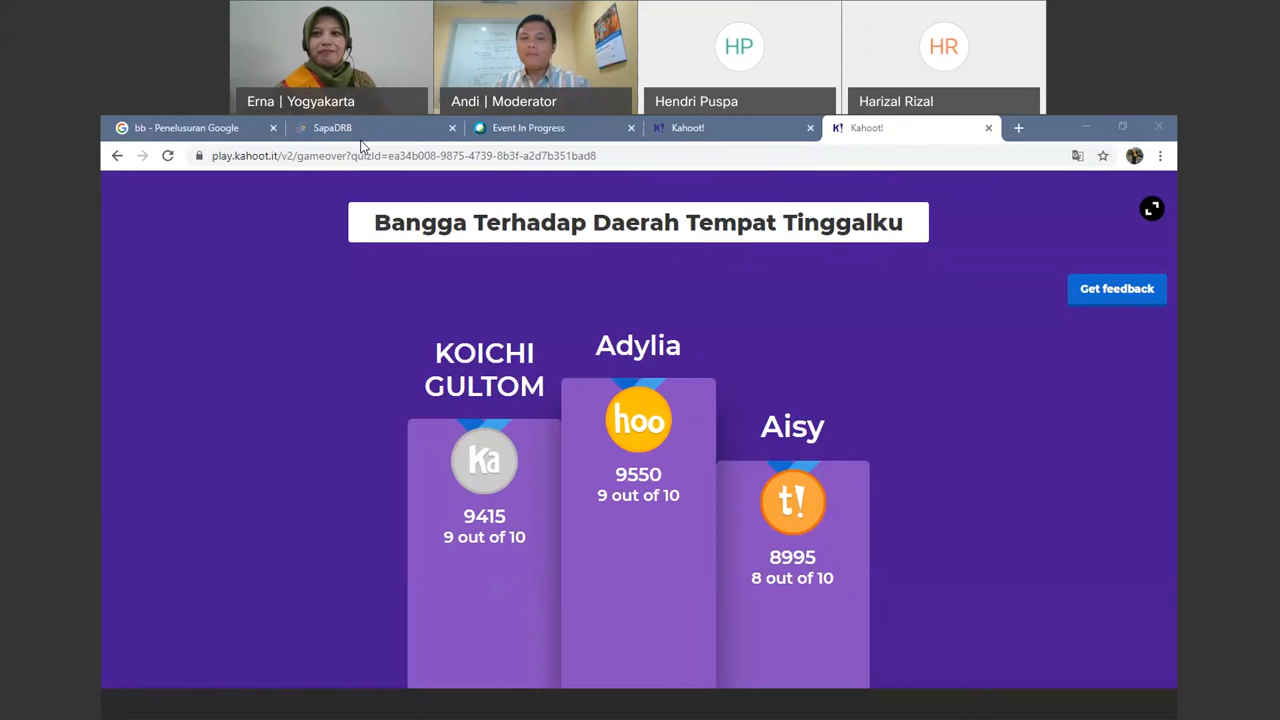 HP
HR
Erna | Yogyakarta
Andi | Moderator
Hendri Puspa
Harizal Rizal
bb - Penelusuran Google
SapaDRB
Event In Progress
Kahoot!
Kahoot!
play.kahoot.it/v2/gameover?quizId=ea34b008-9875-4739-8b3f-a2d7b351bad8
Bangga Terhadap Daerah Tempat Tinggalku
Get feedback
KOICHI
GULTOM
Adylia
Aisy
Ka
hoo
t!
9415
9 out of 10
9550
9 out of 10
8995
8 out of 10